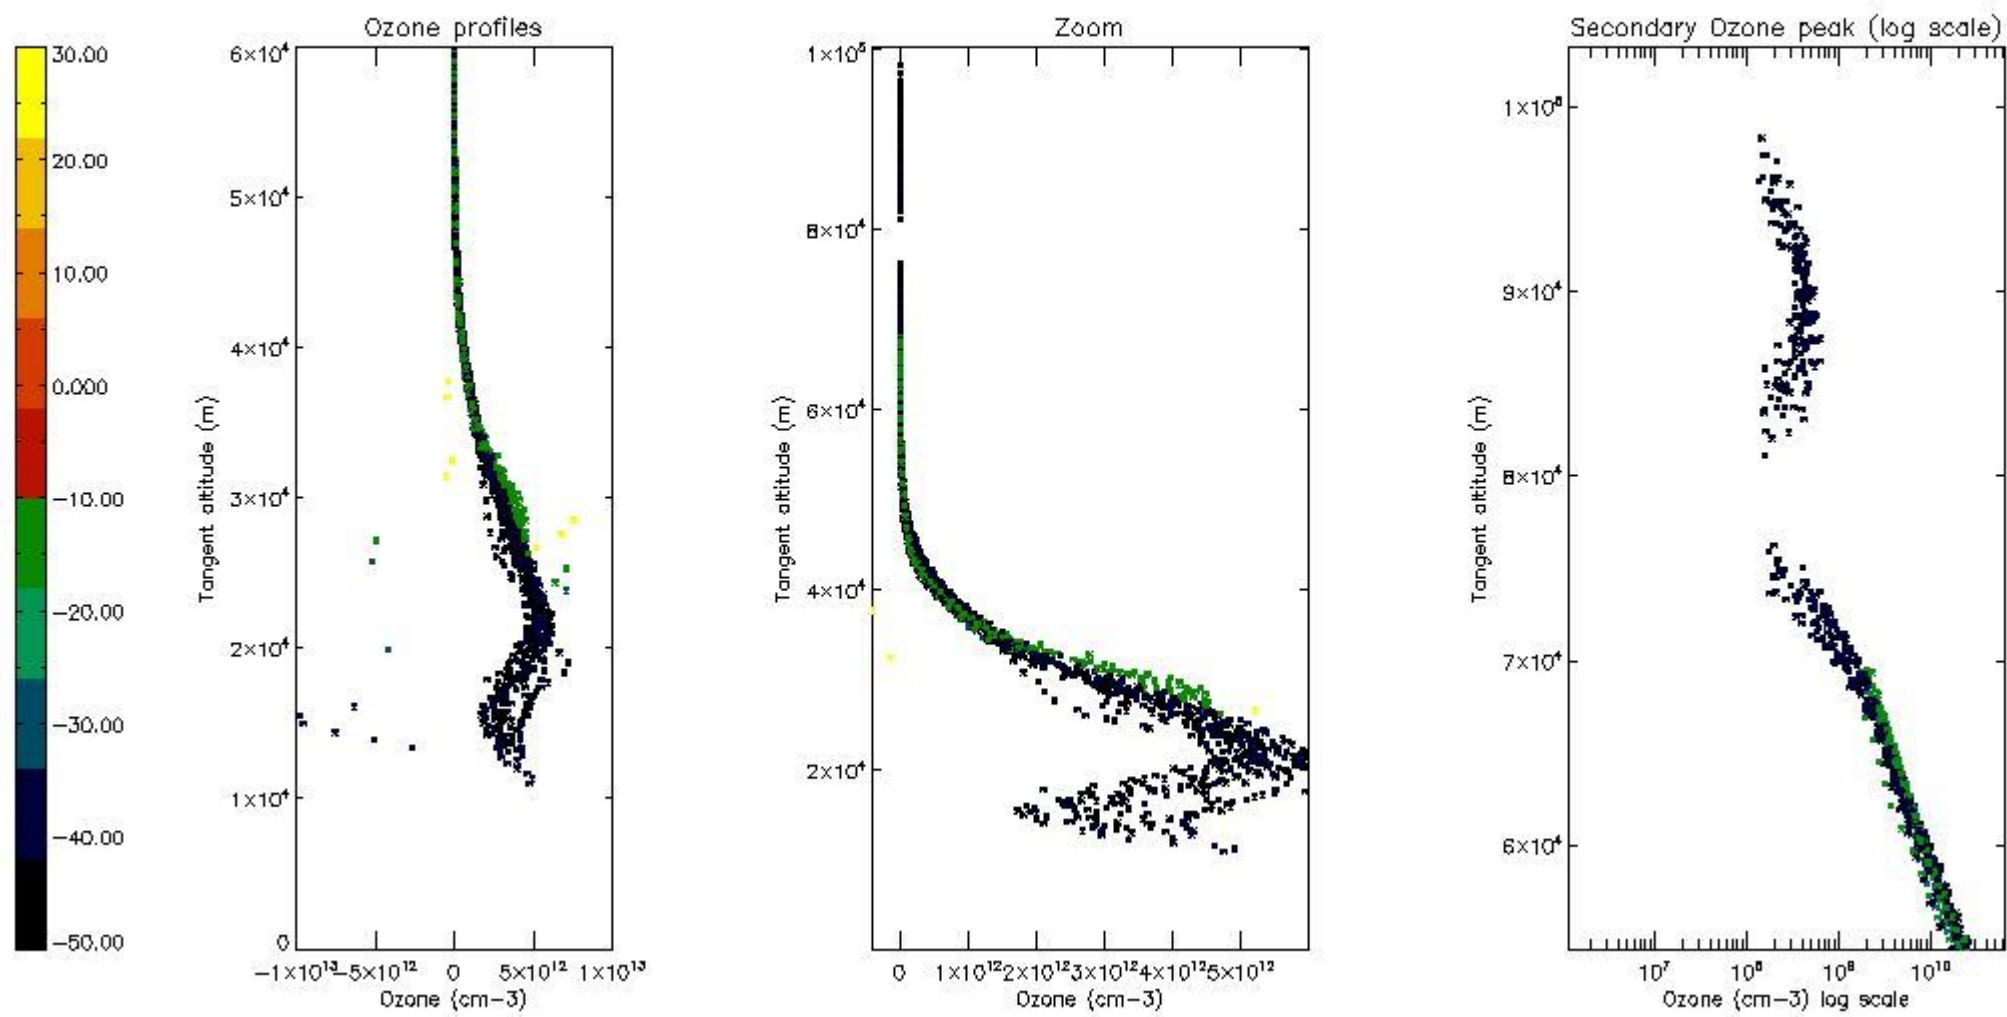 Ozone profiles
Zoom
Secondary Ozone peak (log scale)
30.00
20.00
10.00
0.000
−10.00
−20.00
−30.00
−40.00
−50.00
6×10⁴
5×10⁴
4×10⁴
3×10⁴
2×10⁴
1×10⁴
0
Tangent altitude (m)
−1×10¹³ −5×10¹² 0 5×10¹² 1×10¹³
Ozone (cm−3)
1×10⁵
8×10⁴
6×10⁴
4×10⁴
2×10⁴
Tangent altitude (m)
0 1×10¹² 2×10¹² 3×10¹² 4×10¹² 5×10¹²
Ozone (cm−3)
1×10⁵
9×10⁴
8×10⁴
7×10⁴
6×10⁴
Tangent altitude (m)
10⁷ 10⁸ 10⁹ 10¹⁰
Ozone (cm−3) log scale